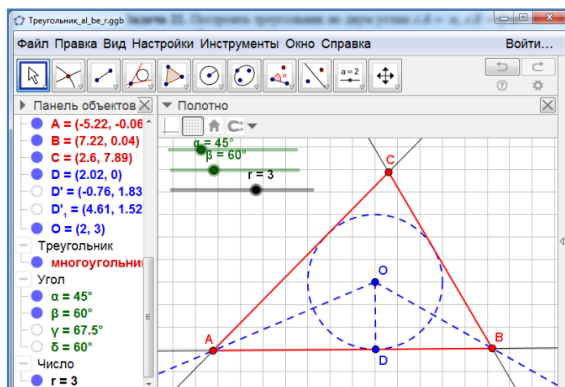 Треугольник_al_be_r.ggb
Файл Правка Вид Настройки Инструменты Окно Справка
Войти...
a=2
Панель объектов
Полотно
A = (-5.22, -0.06
B = (7.22, 0.04)
C = (2.6, 7.89)
D = (2.02, 0)
D' = (-0.76, 1.83
D'₁ = (4.61, 1.52
O = (2, 3)
Треугольник
многоугольни
Угол
α = 45°
β = 60°
γ = 67.5°
δ = 60°
Число
r = 3
α = 45°
β = 60°
r = 3
C
O
A
B
D